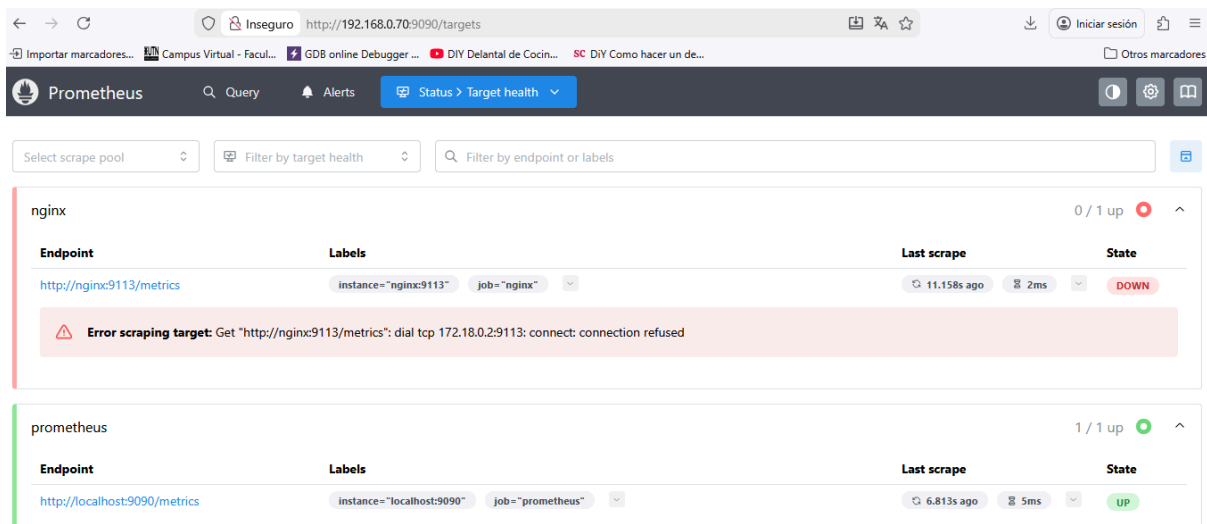 Inseguro http://192.168.0.70:9090/targets Iniciar sesión
Importar marcadores... Campus Virtual - Facul... GDB online Debugger ... DIY Delantal de Cocin... SC DiY Como hacer un de... Otros marcadores
Prometheus Query Alerts Status > Target health
Select scrape pool Filter by target health Filter by endpoint or labels
nginx 0 / 1 up
Endpoint Labels Last scrape State
http://nginx:9113/metrics instance="nginx:9113" job="nginx" 11.158s ago 2ms DOWN
Error scraping target: Get "http://nginx:9113/metrics": dial tcp 172.18.0.2:9113: connect: connection refused
prometheus 1 / 1 up
Endpoint Labels Last scrape State
http://localhost:9090/metrics instance="localhost:9090" job="prometheus" 6.813s ago 5ms UP